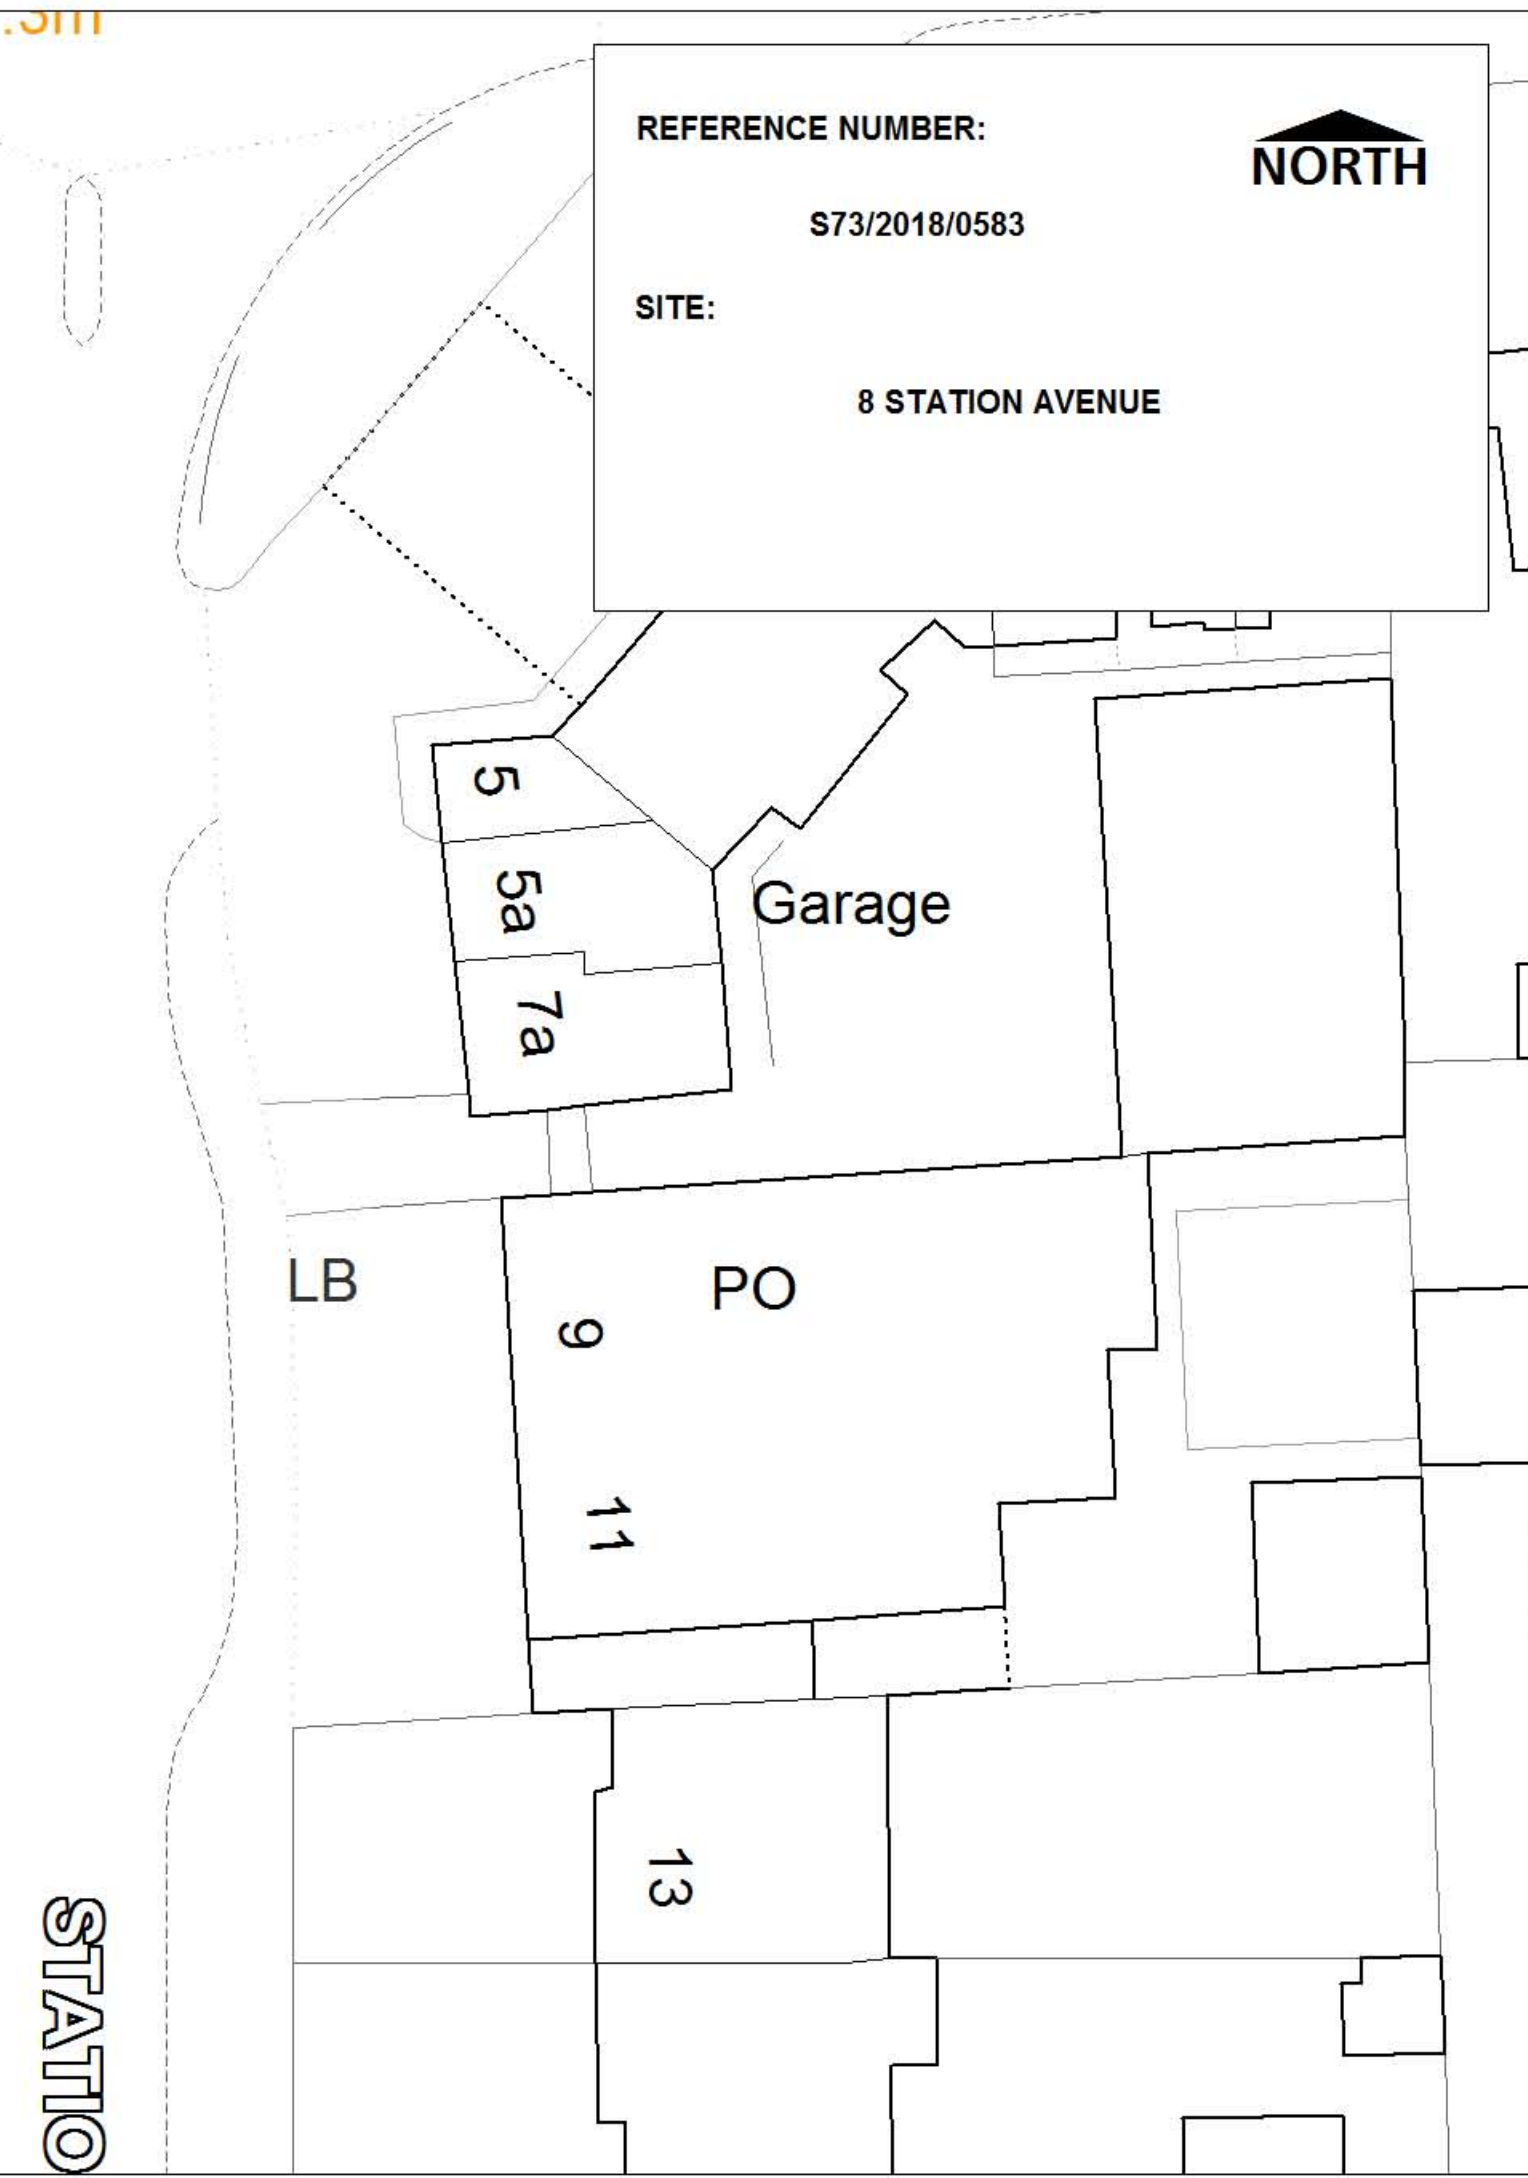 .3m
REFERENCE NUMBER:
NORTH
S73/2018/0583
SITE:
8 STATION AVENUE
5
5a
Garage
7a
LB
PO
9
11
13
STATIO